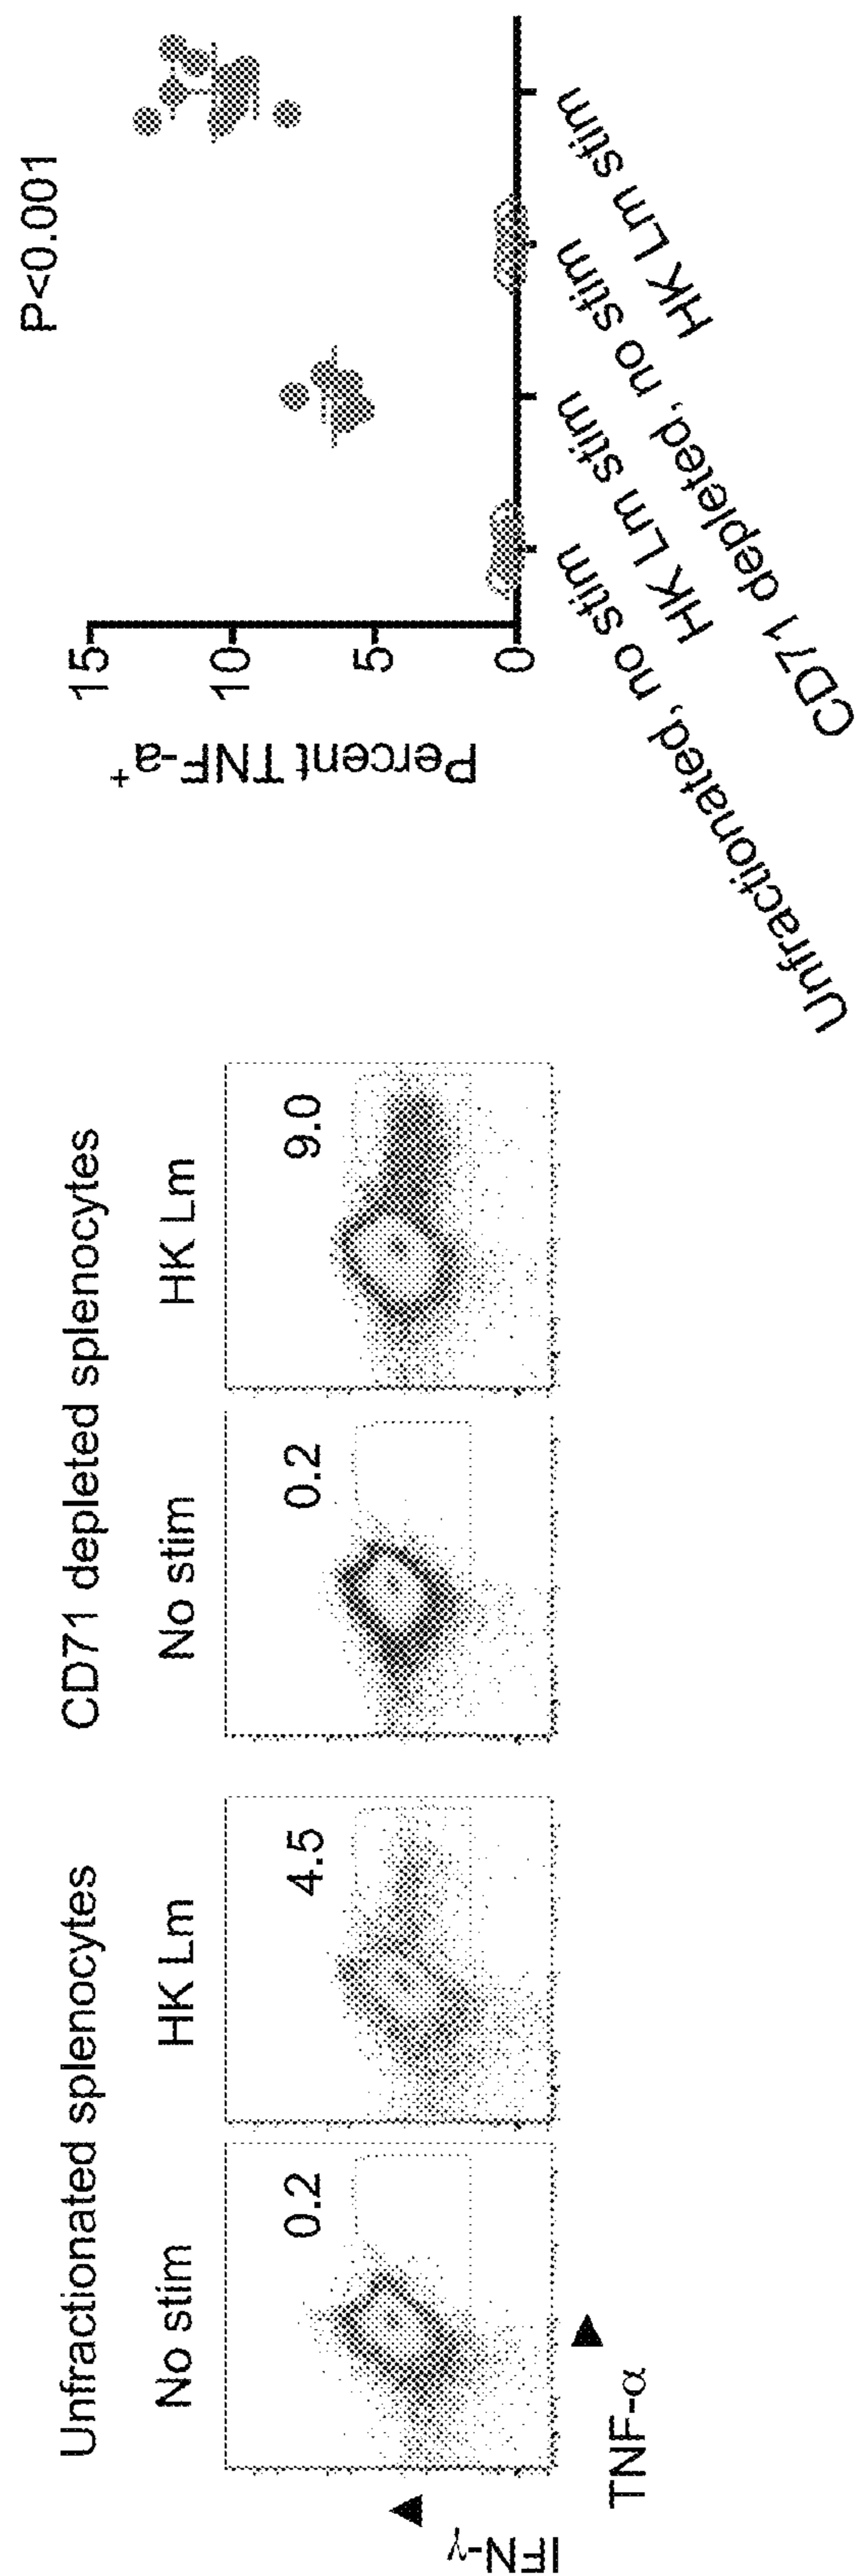 Unfractionated splenocytes
CD71 depleted splenocytes
No stim
HK Lm
No stim
HK Lm
0.2
4.5
0.2
9.0
IFN-γ
TNF-α
P<0.001
Percent TNF-a+
15
10
5
0
Unfractionated, no stim
HK Lm stim
CD71 depleted, no stim
HK Lm stim